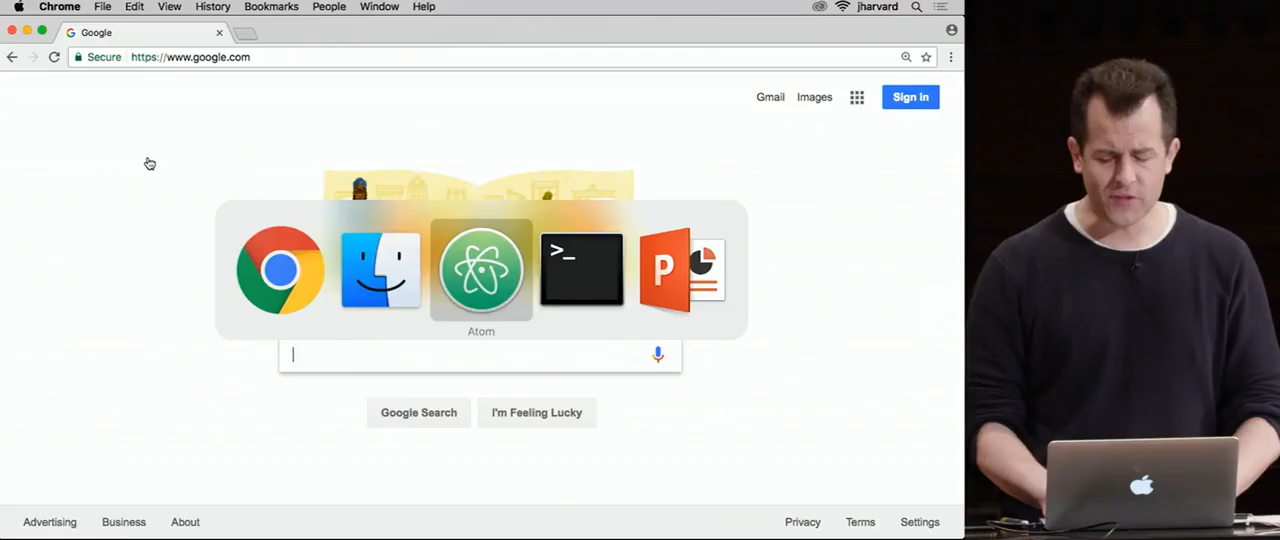 Chrome File Edit View History Bookmarks People Window Help jharvard
Google
Secure https://www.google.com
Gmail Images Sign in
>_
P
Atom
Google Search I'm Feeling Lucky
Advertising Business About Privacy Terms Settings